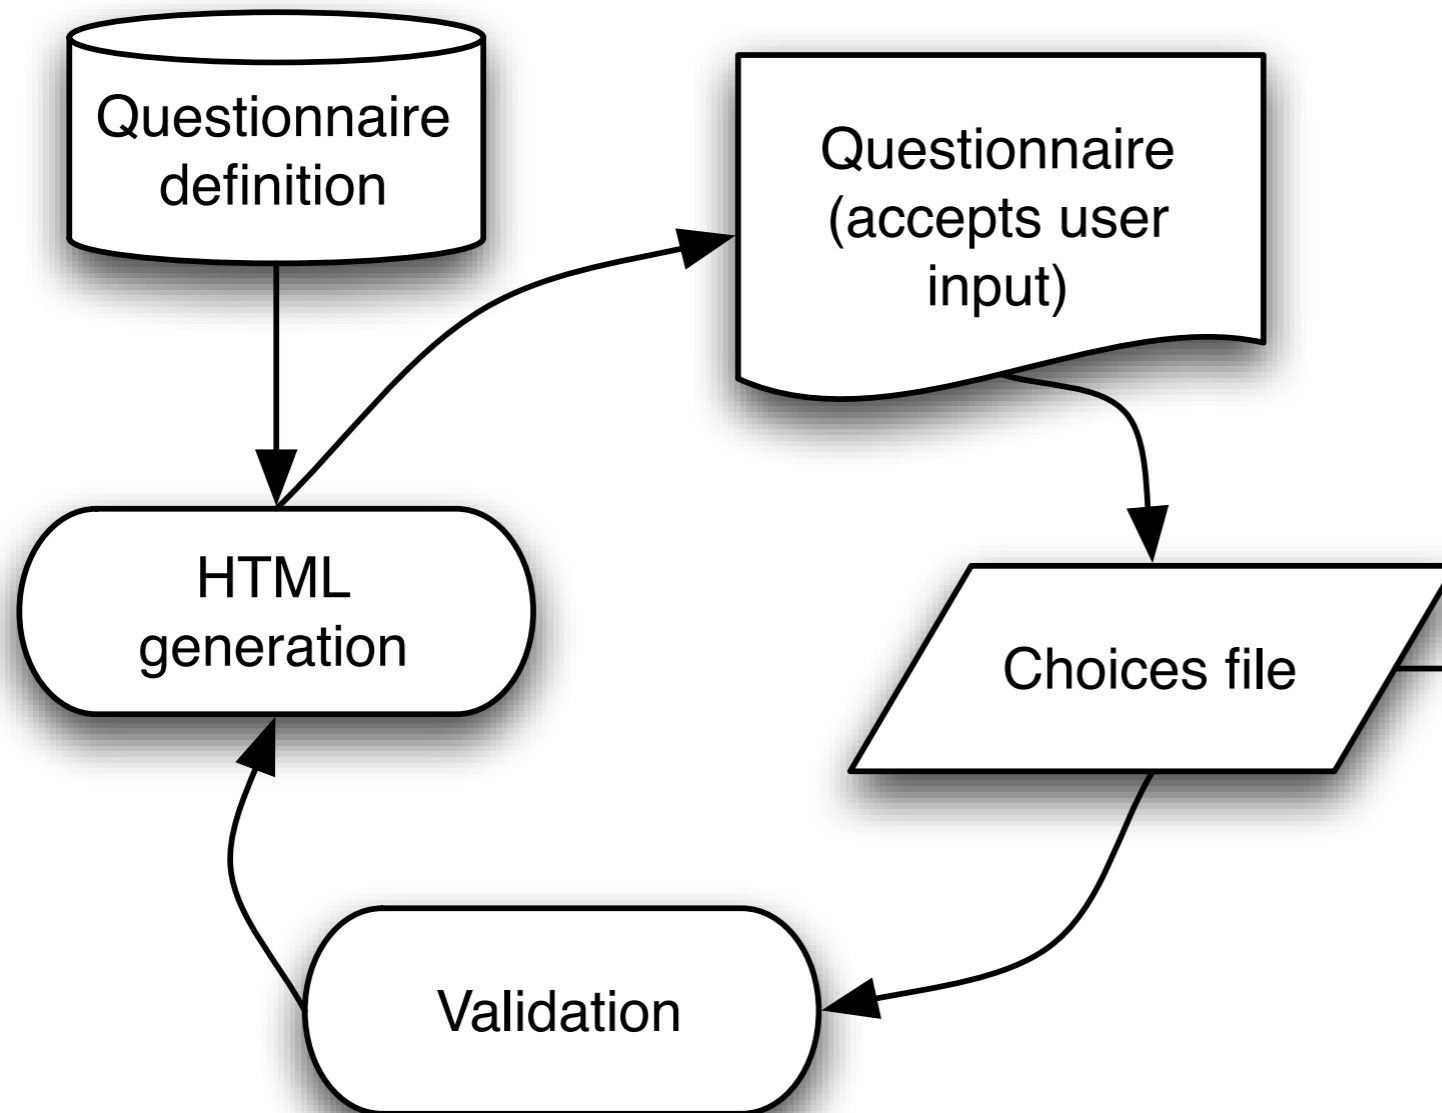 Questionnaire
definition
Questionnaire
(accepts user
input)
HTML
generation
Choices file
Validation